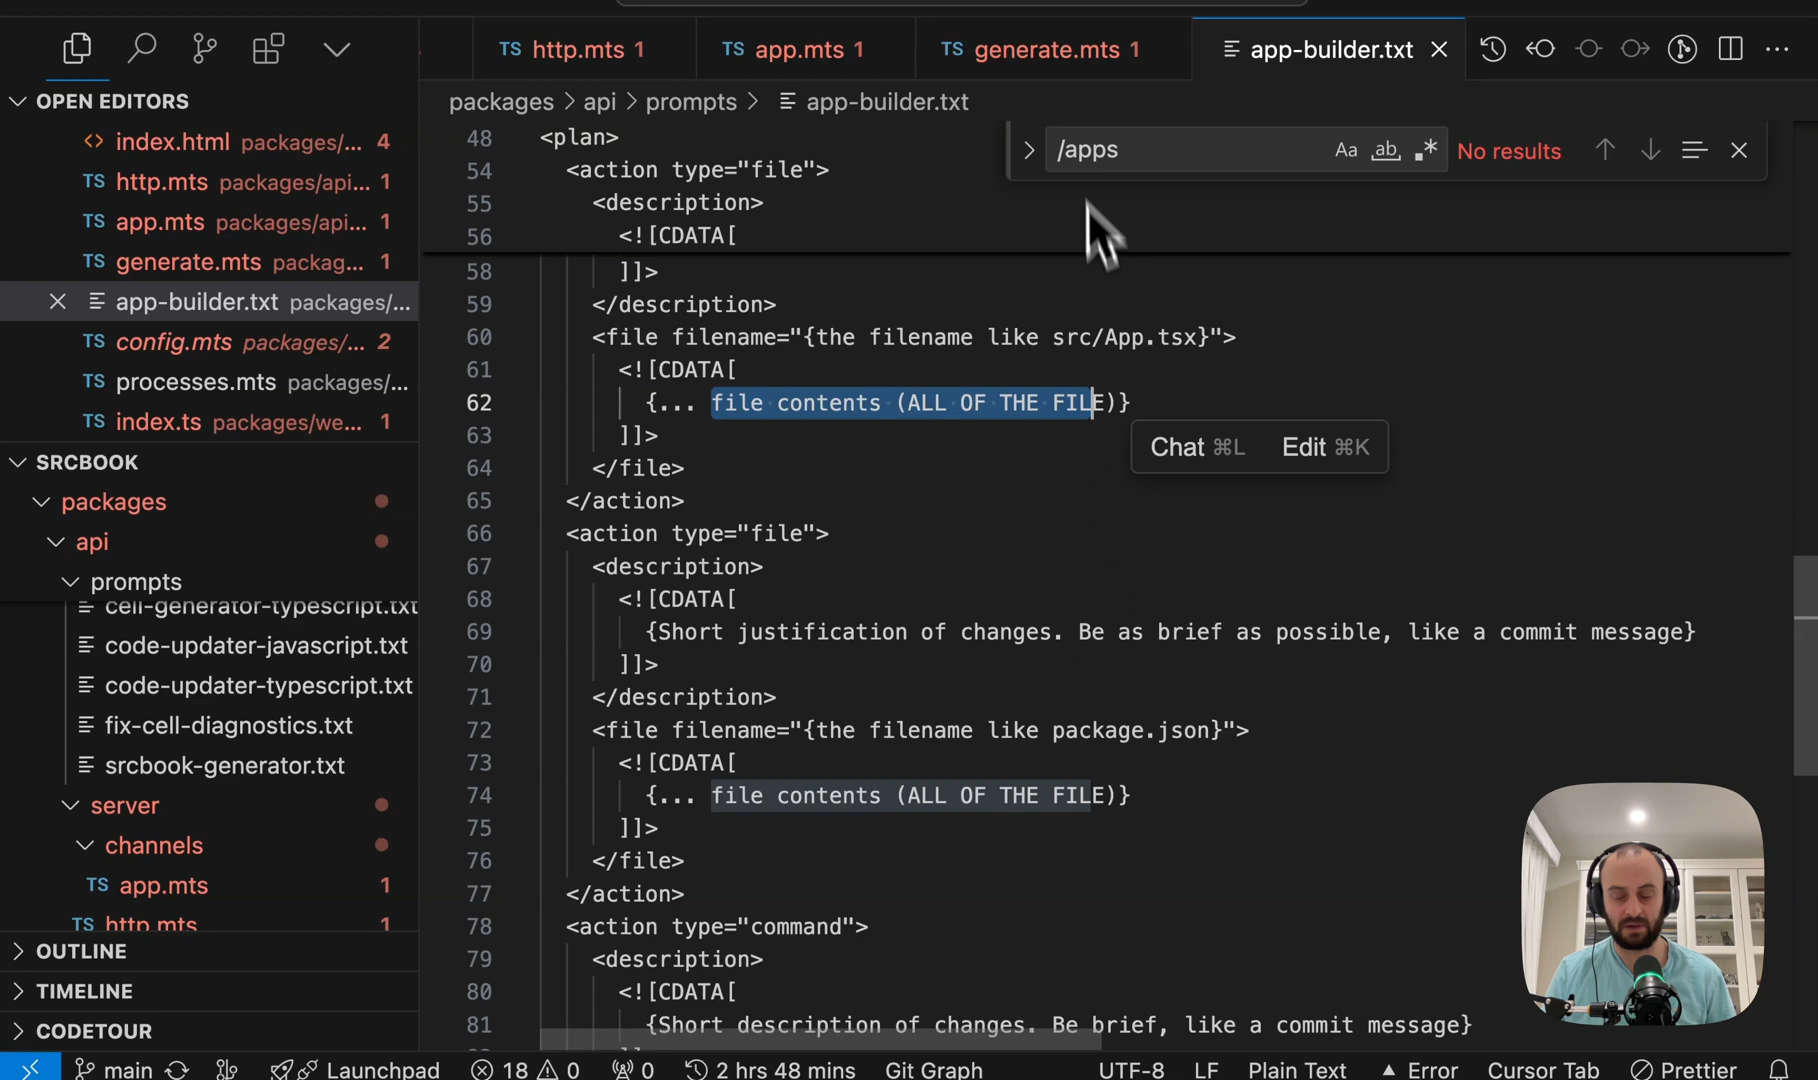 TS http.mts 1
TS app.mts 1
TS generate.mts 1
app-builder.txt
OPEN EDITORS
index.html packages/... 4
TS http.mts packages/api... 1
TS app.mts packages/api... 1
TS generate.mts packag... 1
app-builder.txt packages/...
TS config.mts packages/... 2
TS processes.mts packages/...
TS index.ts packages/we... 1
SRCBOOK
packages
api
prompts
cell-generator-typescript.txt
code-updater-javascript.txt
code-updater-typescript.txt
fix-cell-diagnostics.txt
srcbook-generator.txt
server
channels
TS app.mts 1
TS http.mts 1
OUTLINE
TIMELINE
CODETOUR
packages > api > prompts > app-builder.txt
/apps Aa ab .* No results
48 <plan>
54 <action type="file">
55 <description>
56 <![CDATA[
58 ]]>
59 </description>
60 <file filename="{the filename like src/App.tsx}">
61 <![CDATA[
62 {... file contents (ALL OF THE FILE)}
Chat ⌘L Edit ⌘K
63 ]]>
64 </file>
65 </action>
66 <action type="file">
67 <description>
68 <![CDATA[
69 {Short justification of changes. Be as brief as possible, like a commit message}
70 ]]>
71 </description>
72 <file filename="{the filename like package.json}">
73 <![CDATA[
74 {... file contents (ALL OF THE FILE)}
75 ]]>
76 </file>
77 </action>
78 <action type="command">
79 <description>
80 <![CDATA[
81 {Short description of changes. Be brief, like a commit message}
main Launchpad 18 0 0 2 hrs 48 mins Git Graph UTF-8 LF Plain Text Error Cursor Tab Prettier